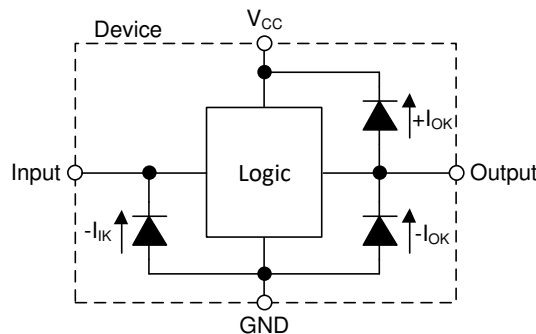 Device
VCC
+IOK
Input
Logic
Output
-IIK
-IOK
GND